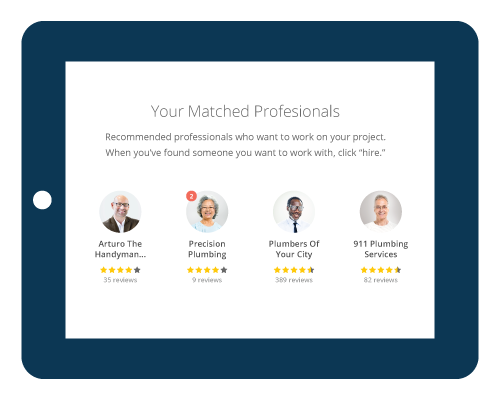 Your Matched Profesionals
Recommended professionals who want to work on your project.
When you've found someone you want to work with, click “hire.”
2
Arturo The
Handyman...
35 reviews
Precision
Plumbing
9 reviews
Plumbers Of
Your City
389 reviews
911 Plumbing
Services
82 reviews